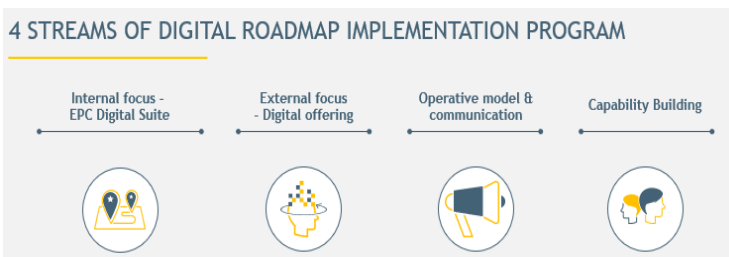 4 STREAMS OF DIGITAL ROADMAP IMPLEMENTATION PROGRAM
Internal focus -
EPC Digital Suite
External focus
- Digital offering
Operative model &
communication
Capability Building